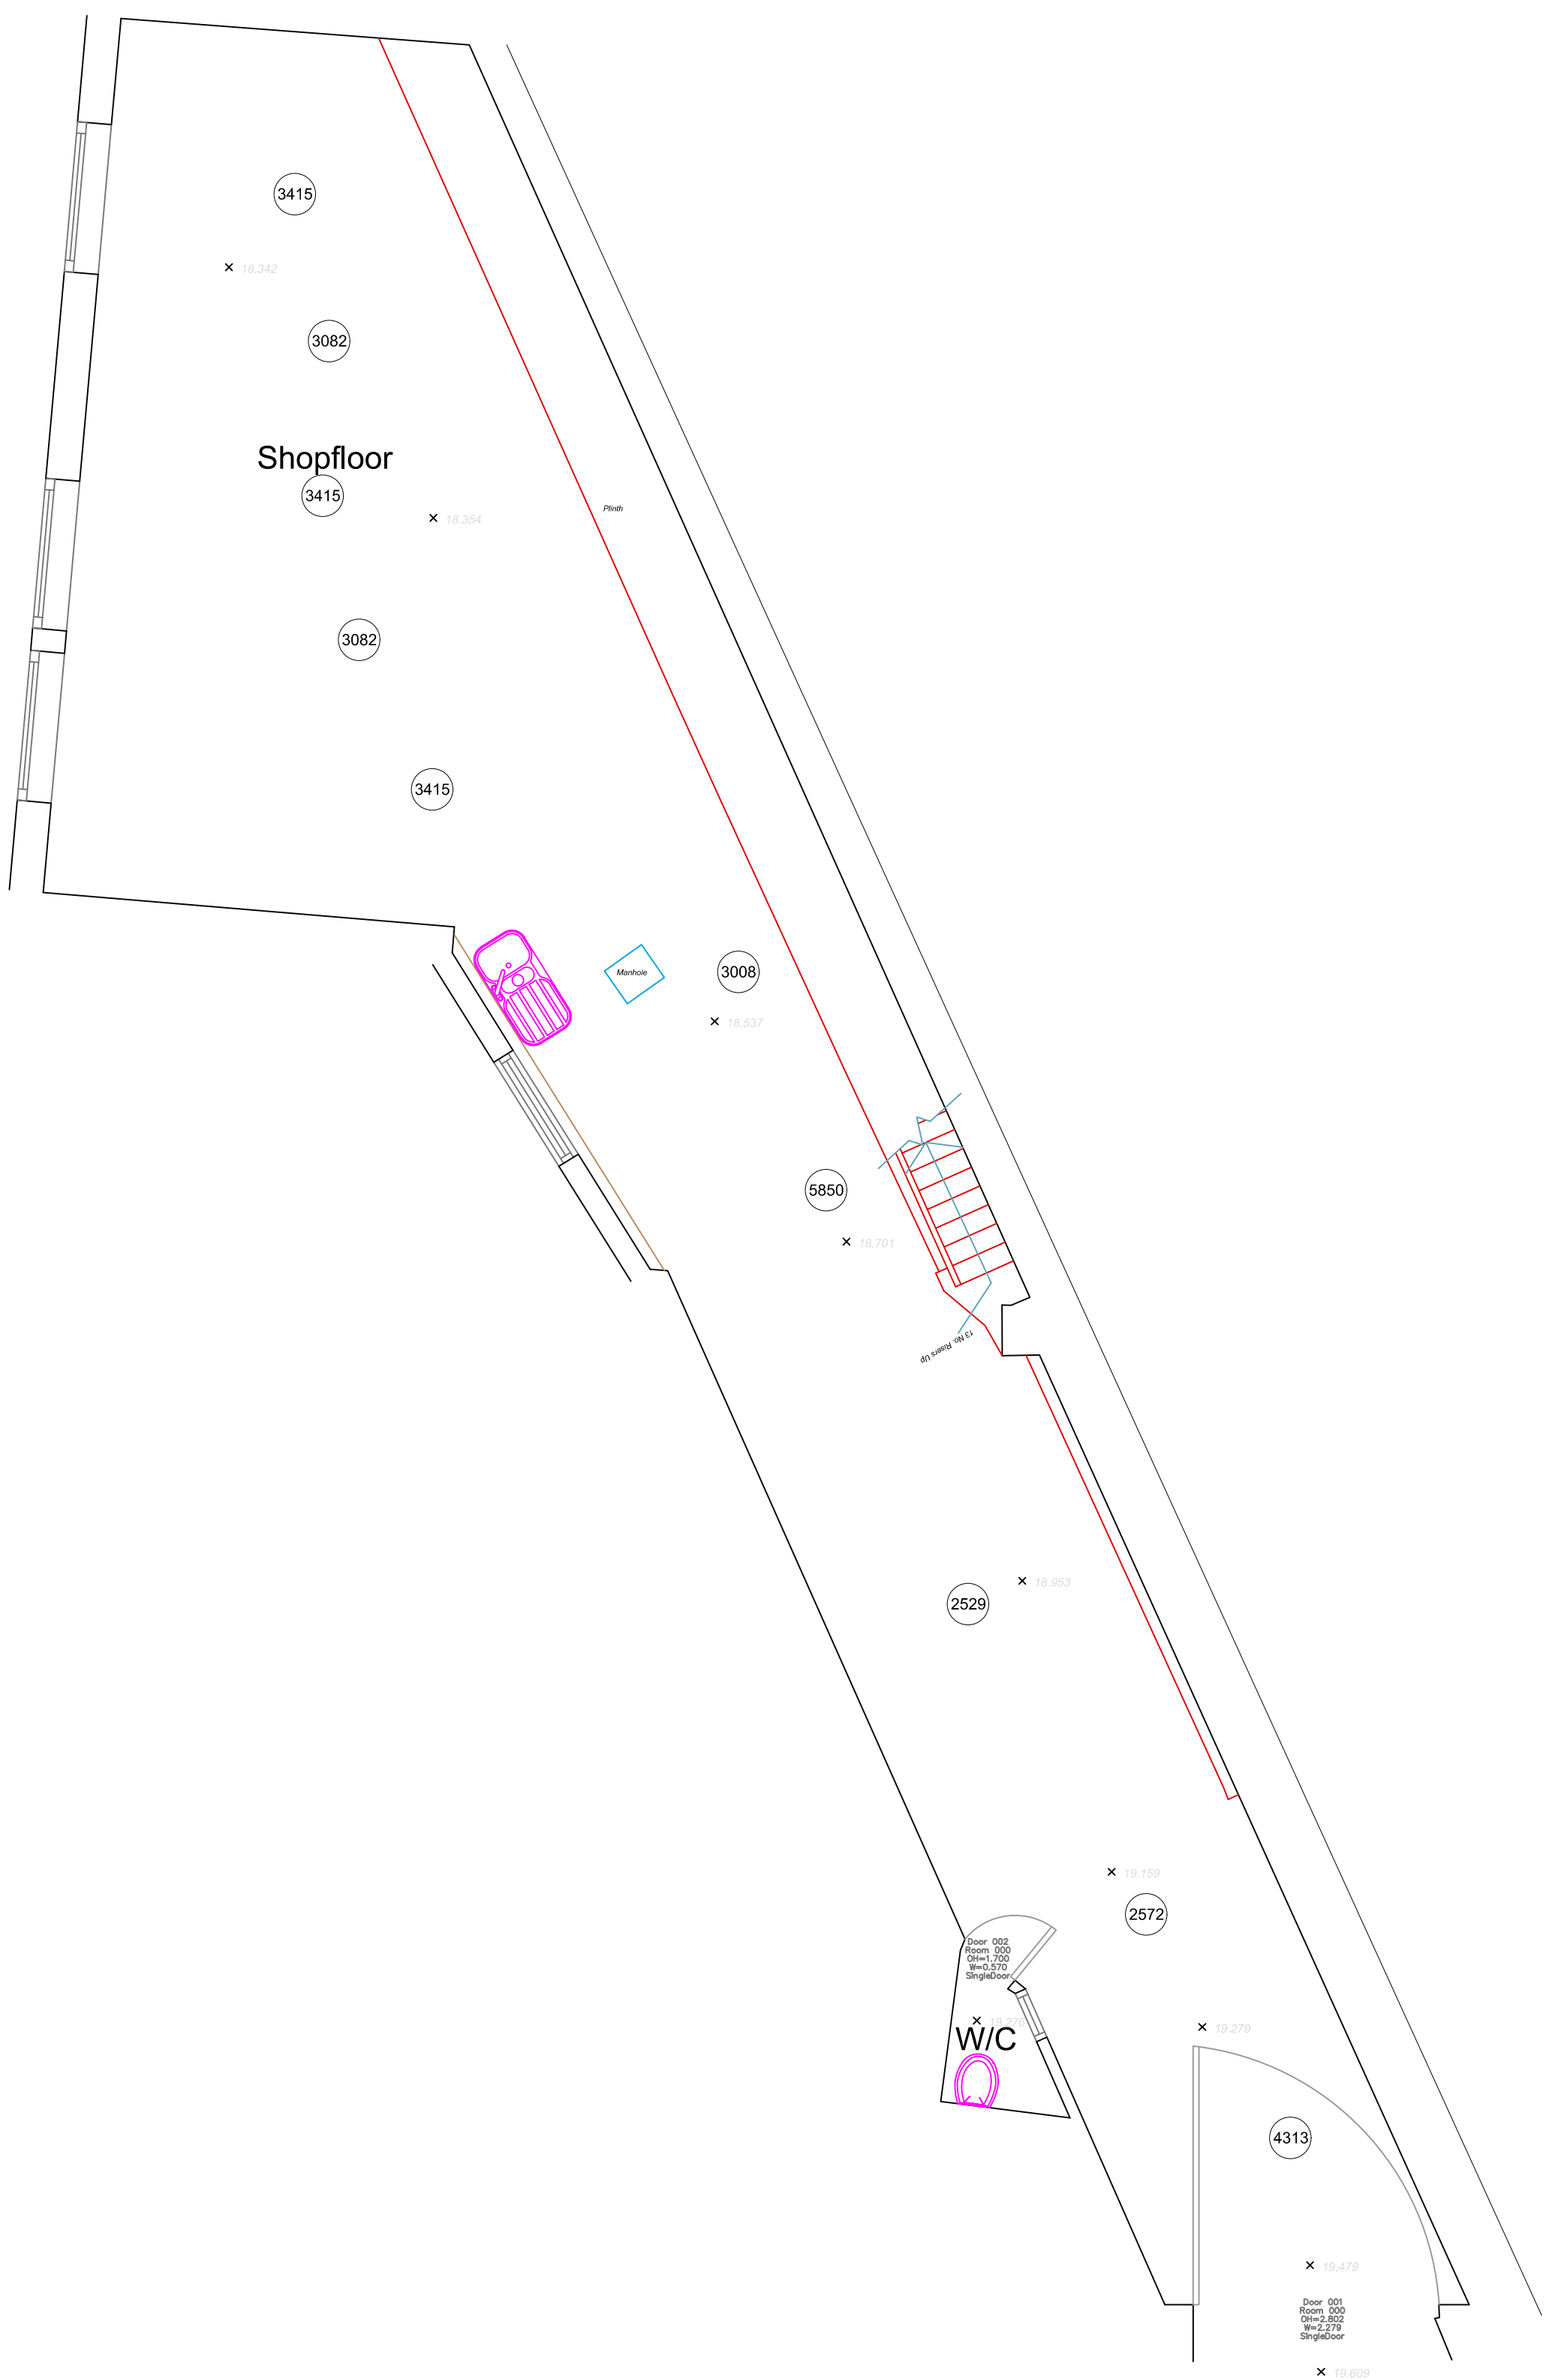 3415
18.342
3082
Shopfloor
3415
Plinth
18.354
3082
3415
Manhole
3008
18.537
5850
18.701
13 No. Risers Up
18.953
2529
19.159
2572
Door 002
Room 000
OH=1.700
W=0.570
SingleDoor
19.276
W/C
19.279
4313
19.479
Door 001
Room 000
OH=2.802
W=2.279
SingleDoor
19.609